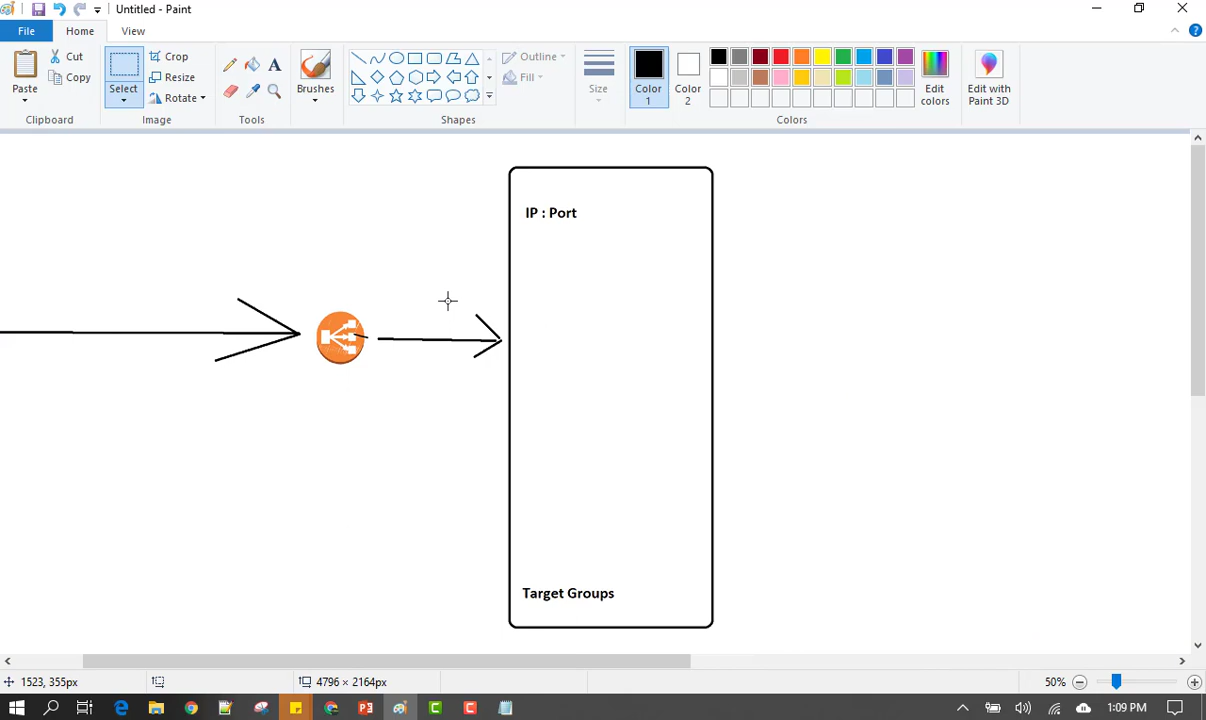 Untitled - Paint
File
Home
View
Paste
Cut
Copy
Clipboard
Select
Crop
Resize
Rotate
Image
A
Tools
Brushes
Outline
Fill
Shapes
Size
Color
1
Color
2
Edit
colors
Colors
Edit with
Paint 3D
IP : Port
Target Groups
1523, 355px
4796 × 2164px
50%
1:09 PM